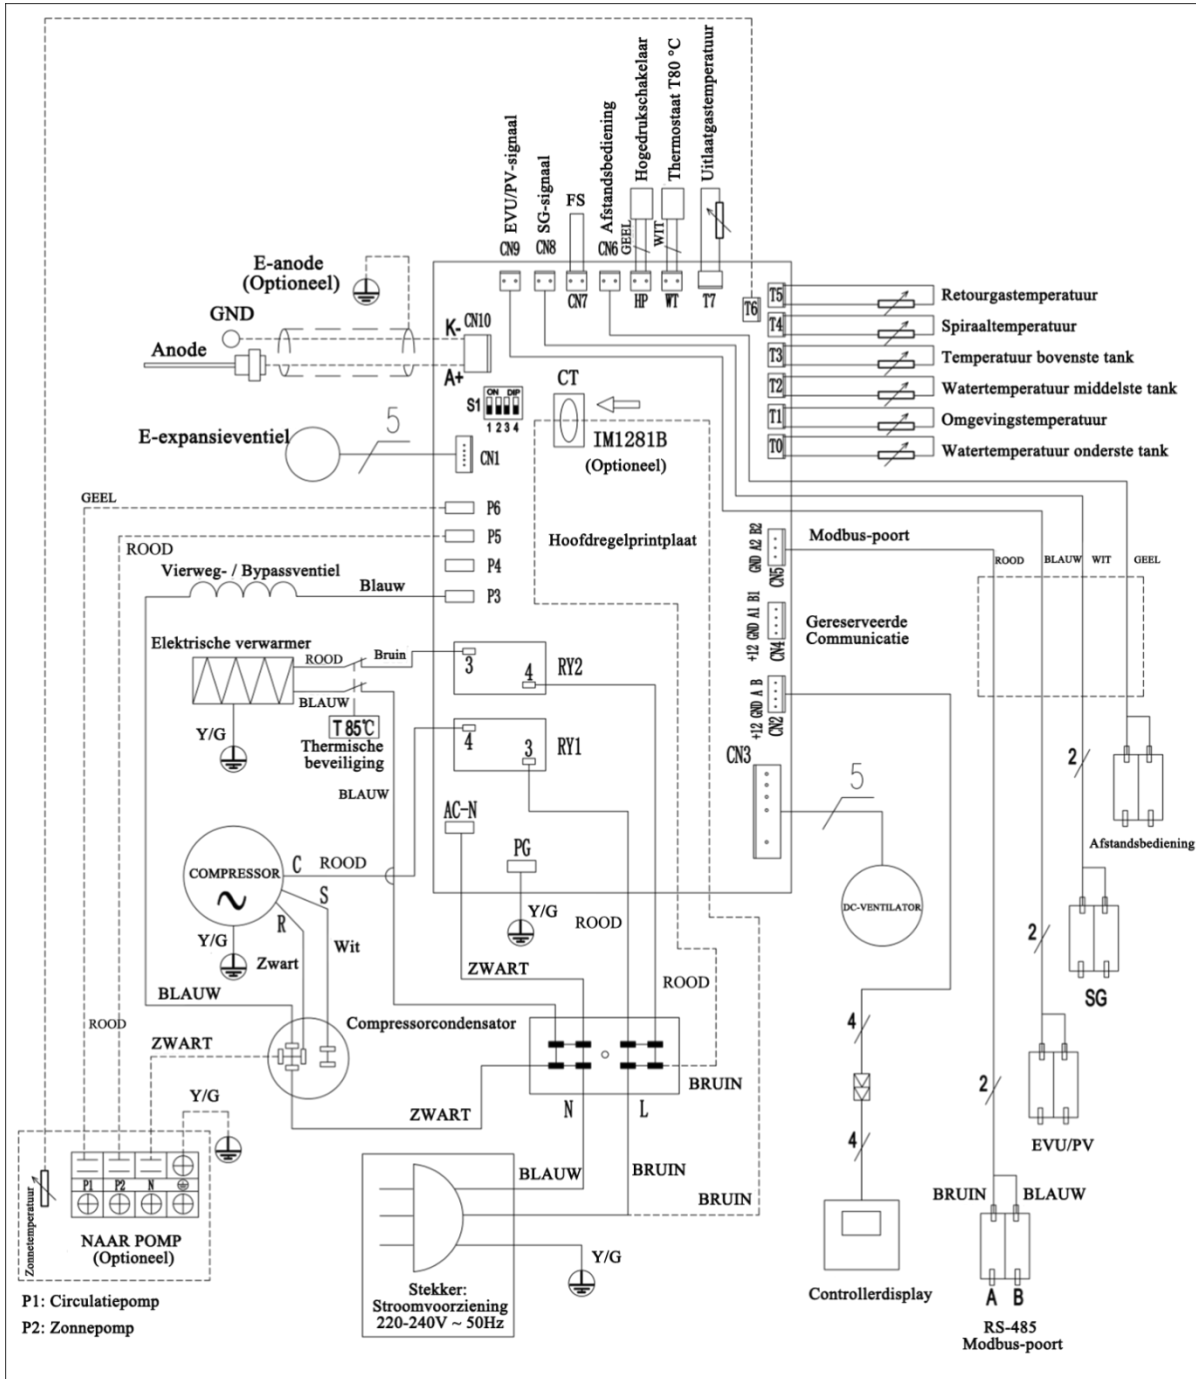 EVU/PV-signaal
SG-signaal
FS
Afstandsbediening
Hogedrukschakelaar
Thermostaat T80 °C
Uitlaatgastemperatuur
GEEL
WIT
CN9
CN8
CN7
CN6
HP
WT
T7
T6
E-anode
(Optioneel)
GND
Anode
K-
CN10
A+
S1
ON DIP
1 2 3 4
CT
IM1281B
(Optioneel)
E-expansieventiel
5
CN1
T5
Retourgastemperatuur
T4
Spiraaltemperatuur
T3
Temperatuur bovenste tank
T2
Watertemperatuur middelste tank
T1
Omgevingstemperatuur
T0
Watertemperatuur onderste tank
GEEL
P6
ROOD
P5
P4
Vierweg- / Bypassventiel
Blauw
P3
Hoofdregelprintplaat
GND A2 B2
CN5
Modbus-poort
ROOD
BLAUW
WIT
GEEL
+12 GND A1 B1
CN4
Gereserveerde
Communicatie
+12 GND A B
CN2
Elektrische verwarmer
ROOD
Bruin
BLAUW
3
4
RY2
Y/G
T 85℃
Thermische
beveiliging
BLAUW
4
3
RY1
CN3
5
AC-N
PG
Y/G
ROOD
DC-VENTILATOR
COMPRESSOR
C
ROOD
S
R
Y/G
Zwart
Wit
BLAUW
ROOD
ZWART
ZWART
ROOD
Compressorcondensator
ZWART
BRUIN
N
L
Y/G
2
Afstandsbediening
2
SG
4
4
2
EVU/PV
BLAUW
BRUIN
BRUIN
Y/G
Stekker:
Stroomvoorziening
220-240V ~ 50Hz
Controllerdisplay
BRUIN
BLAUW
A B
RS-485
Modbus-poort
Zonnetemperatuur
P1 P2 N
NAAR POMP
(Optioneel)
P1: Circulatiepomp
P2: Zonnepomp